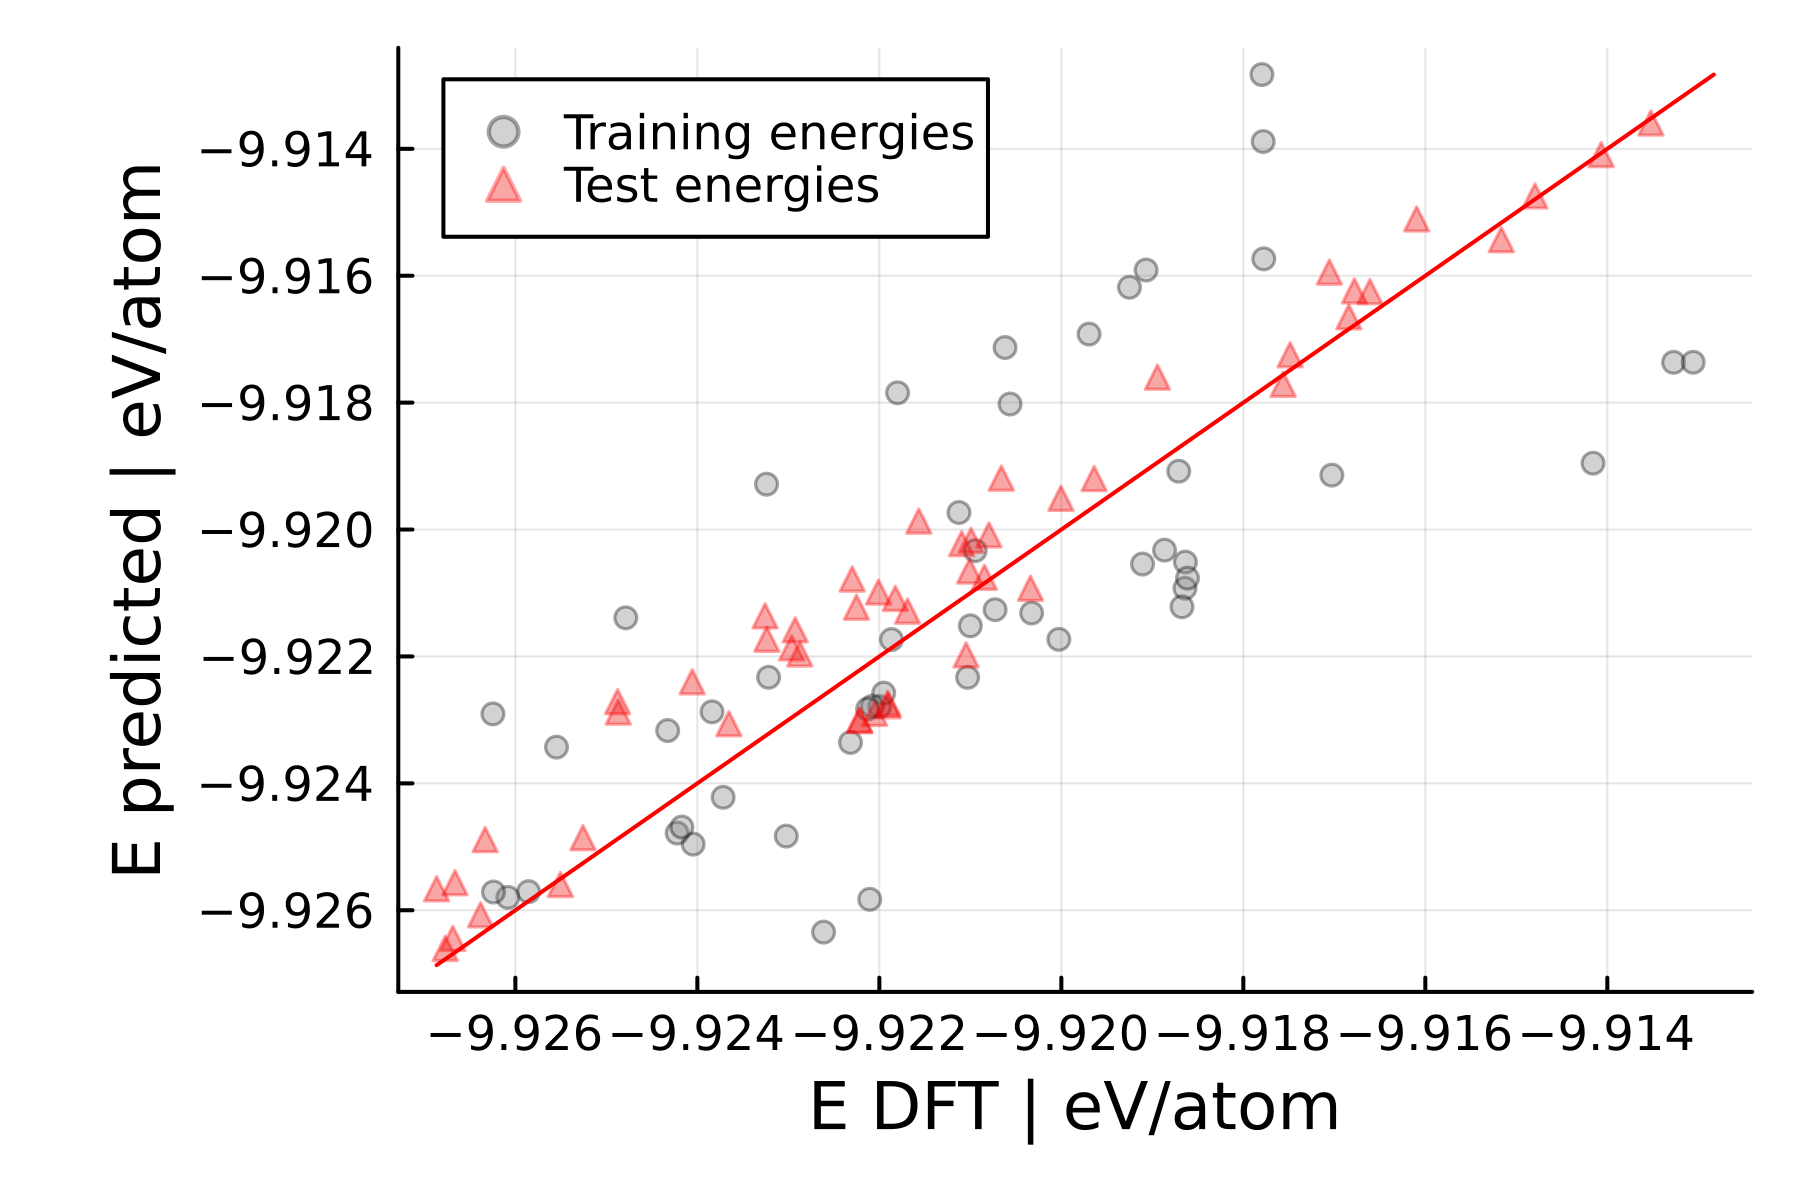 Training energies
Test energies
−9.914
−9.916
−9.918
−9.920
−9.922
−9.924
−9.926
E predicted | eV/atom
−9.926 −9.924 −9.922 −9.920 −9.918 −9.916 −9.914
E DFT | eV/atom